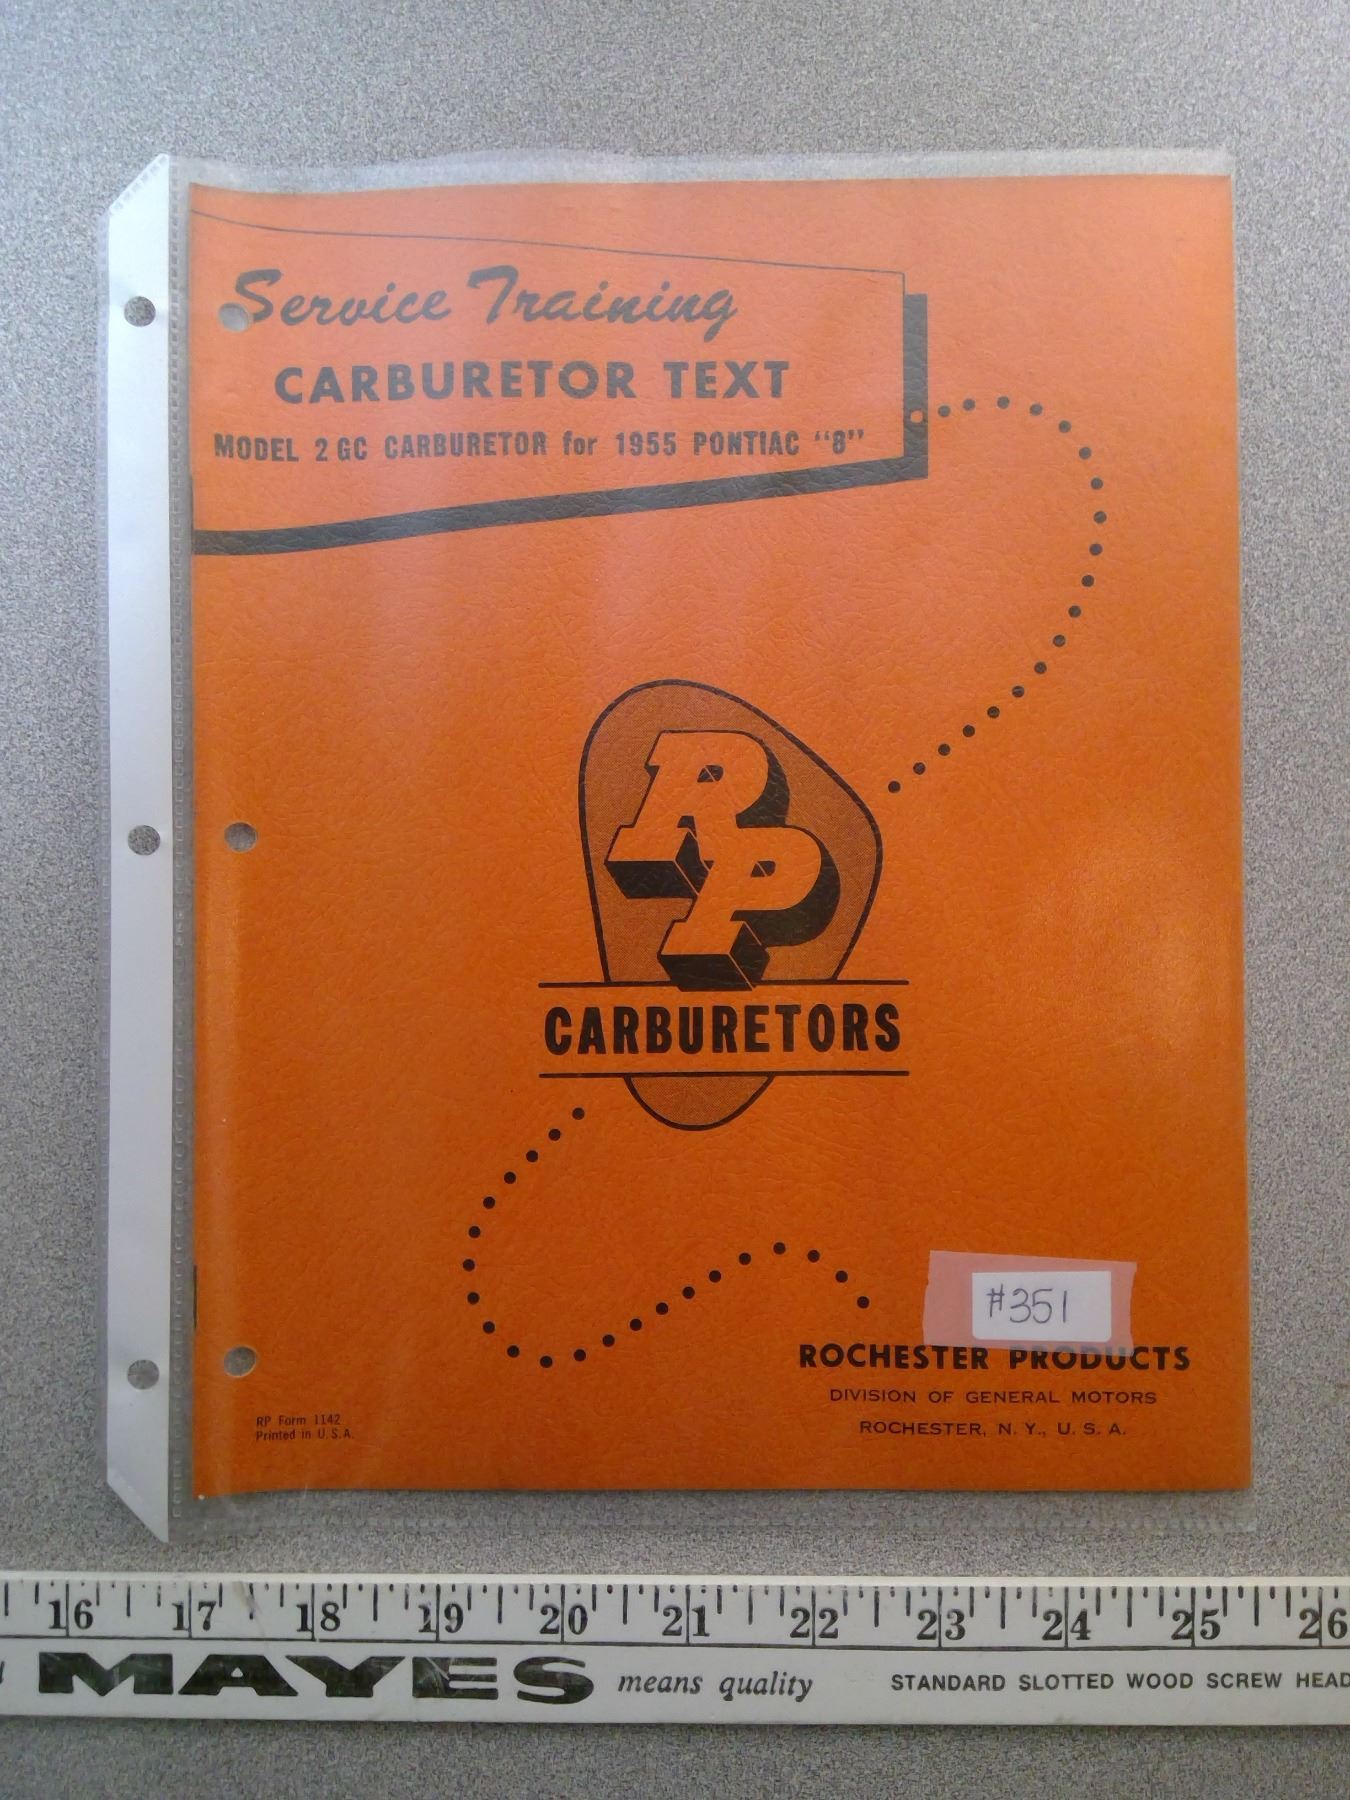 Service Training
CARBURETOR TEXT
MODEL 2GC CARBURETOR for 1955 PONTIAC "8"
RP
CARBURETORS
#351
ROCHESTER PRODUCTS
DIVISION OF GENERAL MOTORS
ROCHESTER, N. Y., U. S. A.
RP Form 1142
Printed in U.S.A.
16 17 18 19 20 21 22 23 24 25 26
MAYES means quality STANDARD SLOTTED WOOD SCREW HEAD